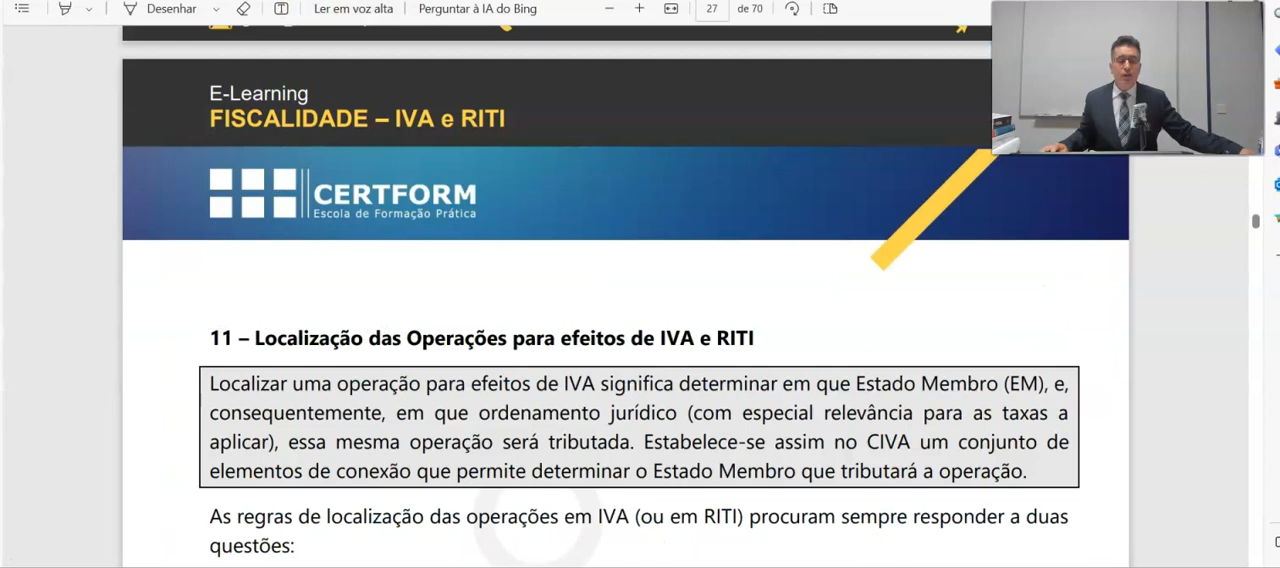 Desenhar
Ler em voz alta
Perguntar à IA do Bing
27
de 70
E-Learning
FISCALIDADE – IVA e RITI
CERTFORM
Escola de Formação Prática
11 – Localização das Operações para efeitos de IVA e RITI
Localizar uma operação para efeitos de IVA significa determinar em que Estado Membro (EM), e,
consequentemente, em que ordenamento jurídico (com especial relevância para as taxas a
aplicar), essa mesma operação será tributada. Estabelece-se assim no CIVA um conjunto de
elementos de conexão que permite determinar o Estado Membro que tributará a operação.
As regras de localização das operações em IVA (ou em RITI) procuram sempre responder a duas
questões: